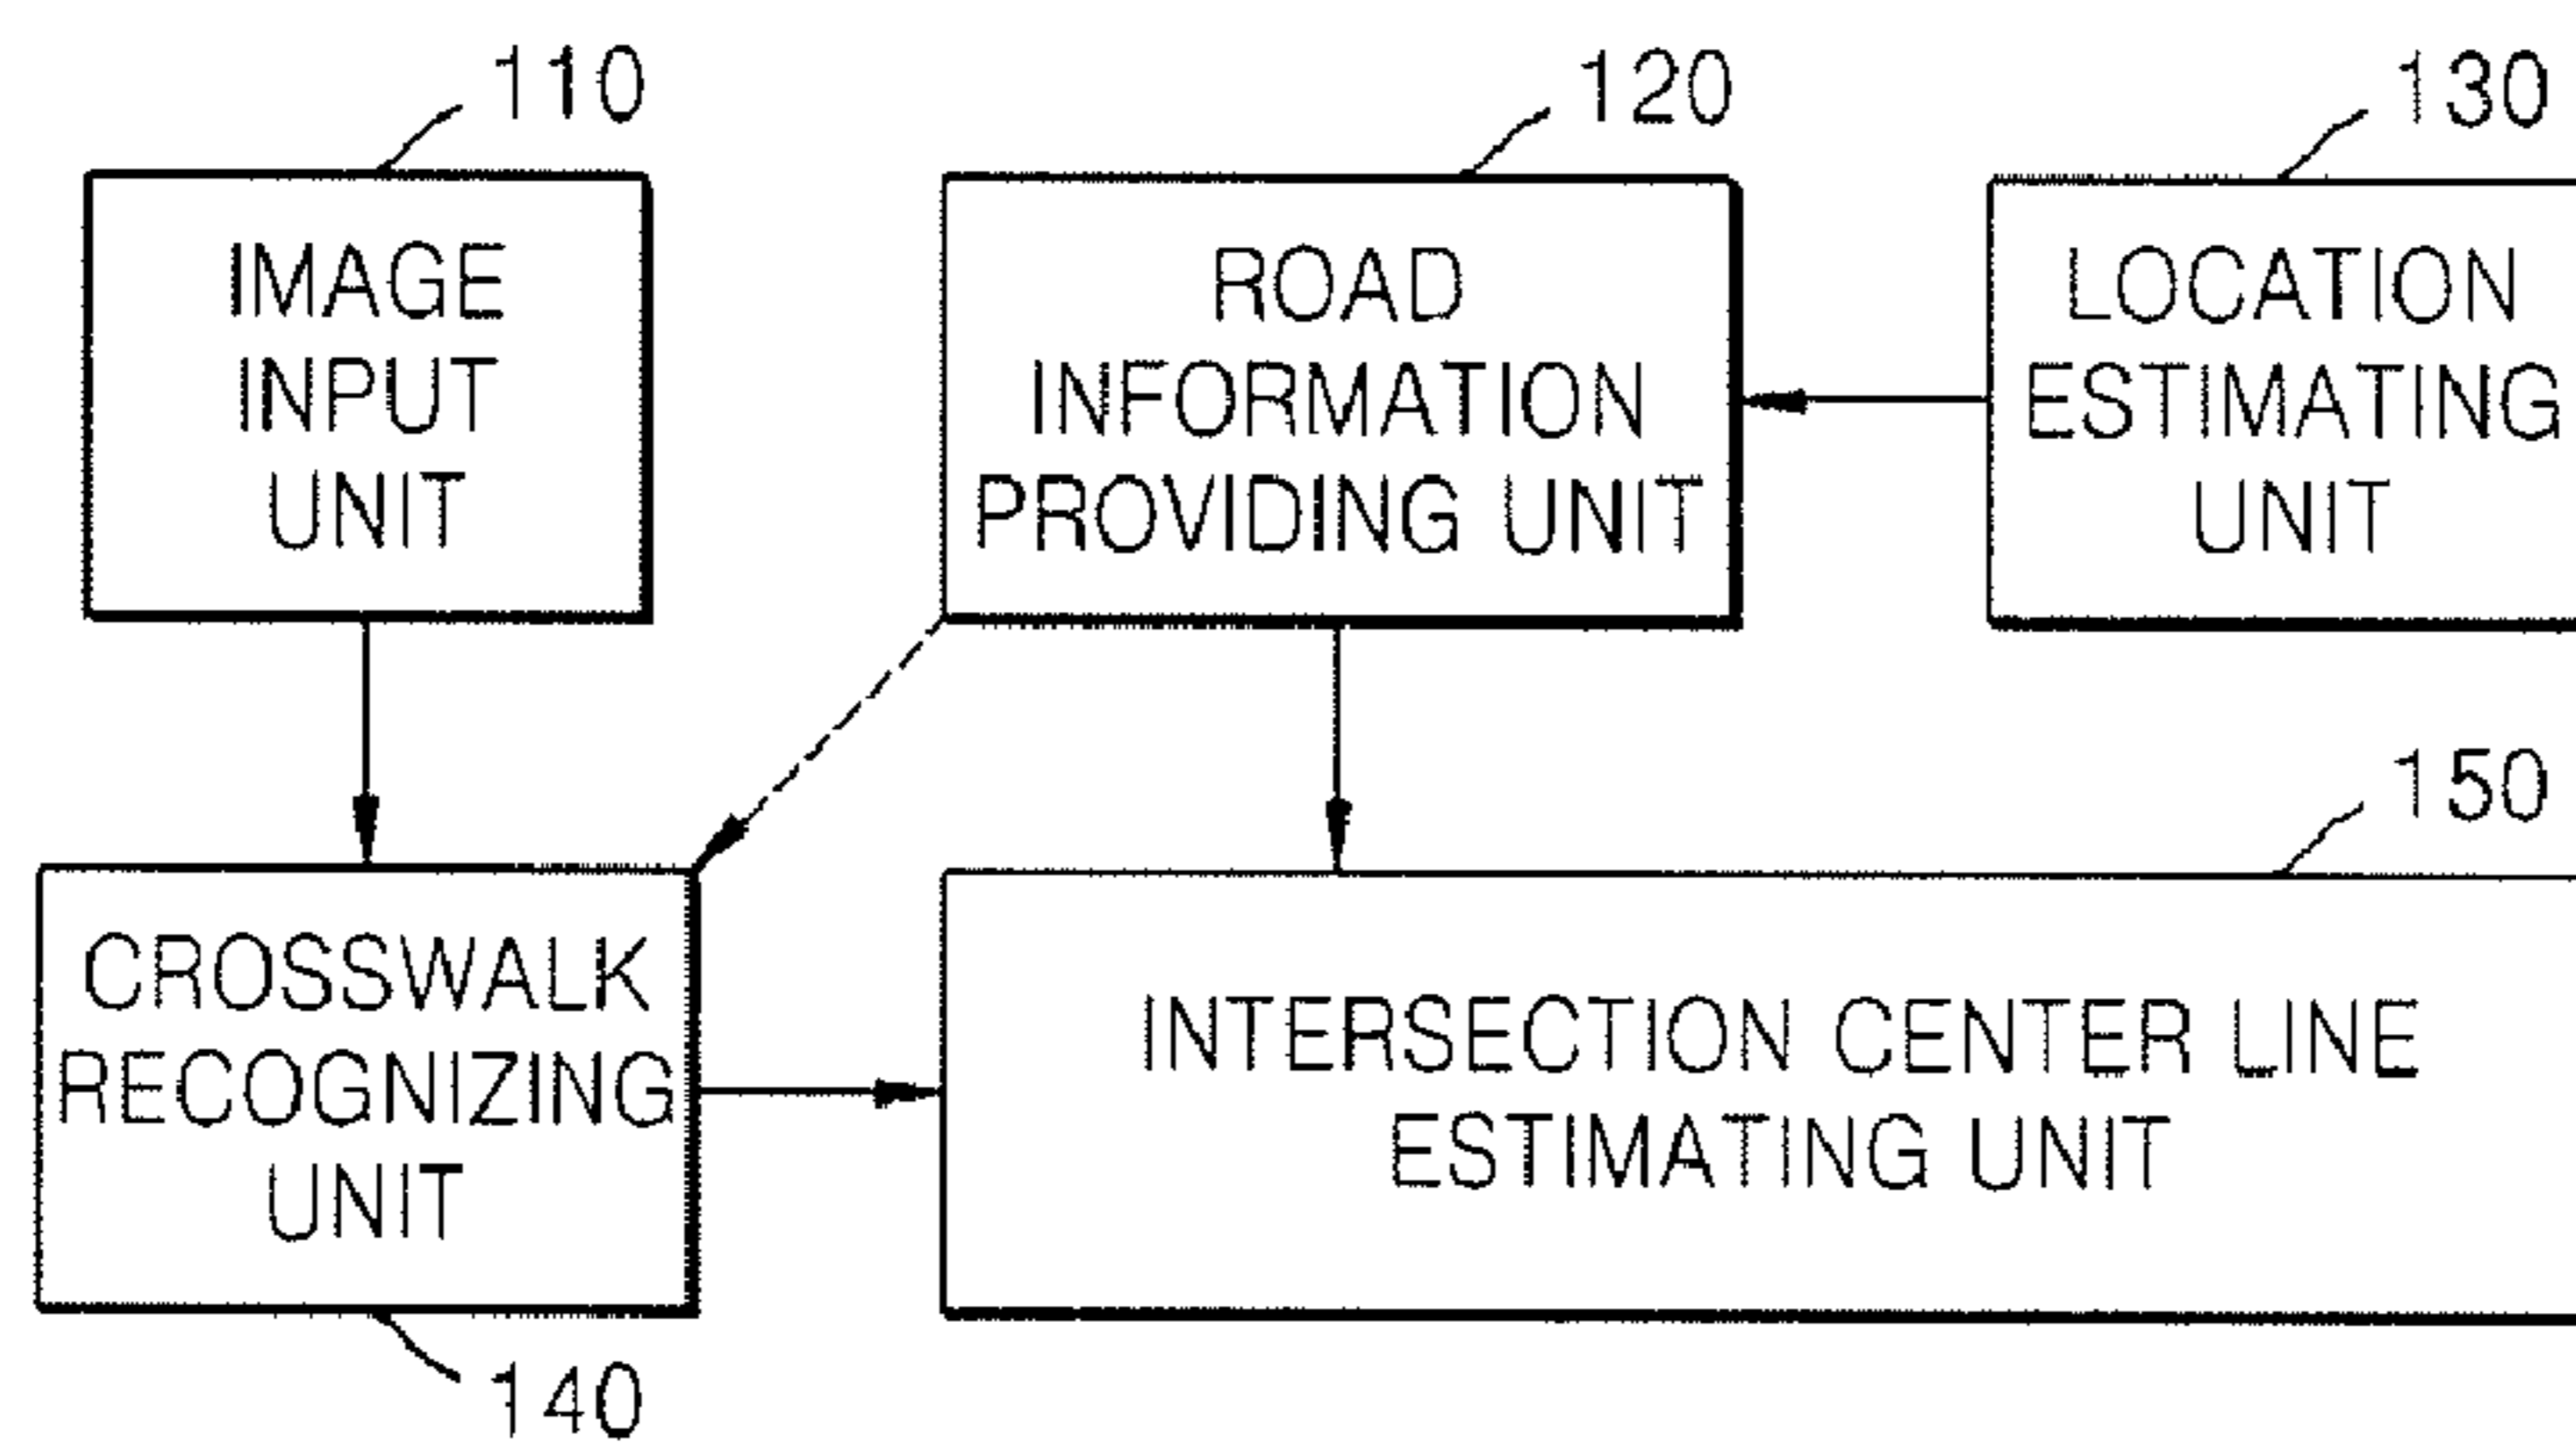 110
120
130
IMAGE
INPUT
UNIT
ROAD
INFORMATION
PROVIDING UNIT
LOCATION
ESTIMATING
UNIT
150
CROSSWALK
RECOGNIZING
UNIT
INTERSECTION CENTER LINE
ESTIMATING UNIT
140